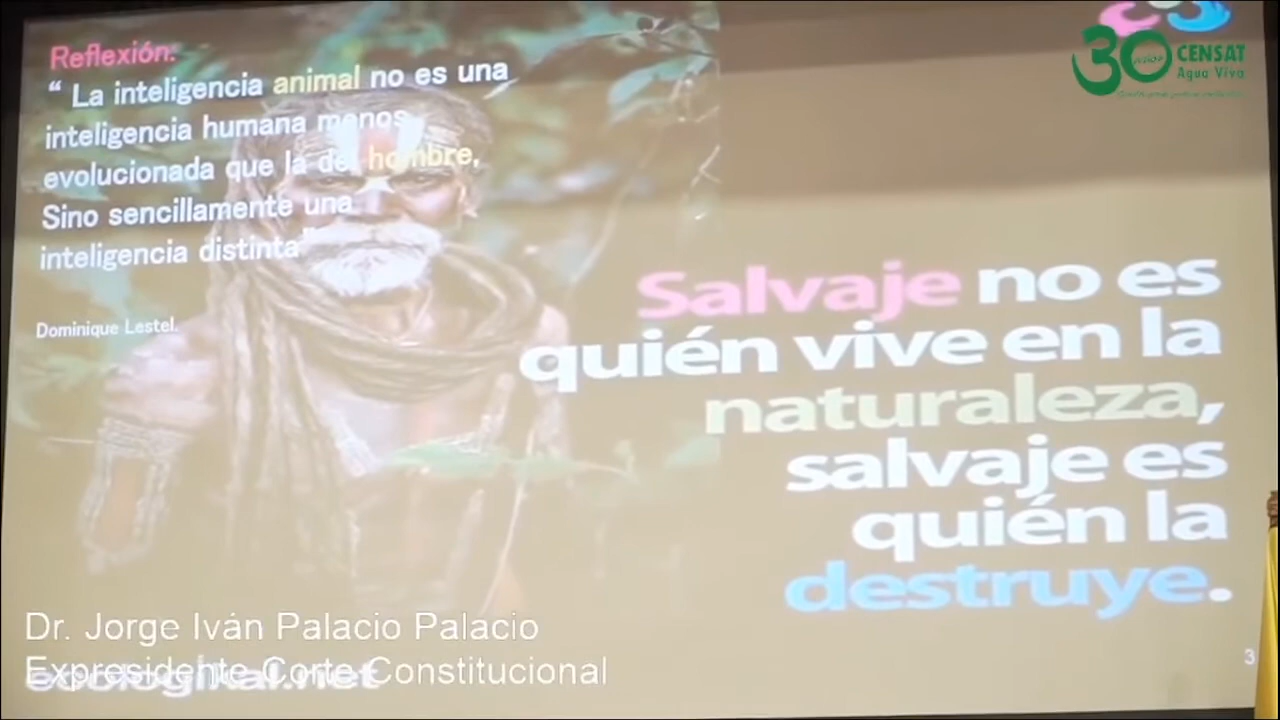 Reflexión:
“ La inteligencia animal no es una
inteligencia humana menos
evolucionada que la del hombre,
Sino sencillamente una
inteligencia distinta"
Dominique Lestel.
Salvaje no es
quién vive en la
naturaleza,
salvaje es
quién la
destruye.
30 CENSAT
Agua Viva
Dr. Jorge Iván Palacio Palacio
Expresidente Corte Constitucional
3